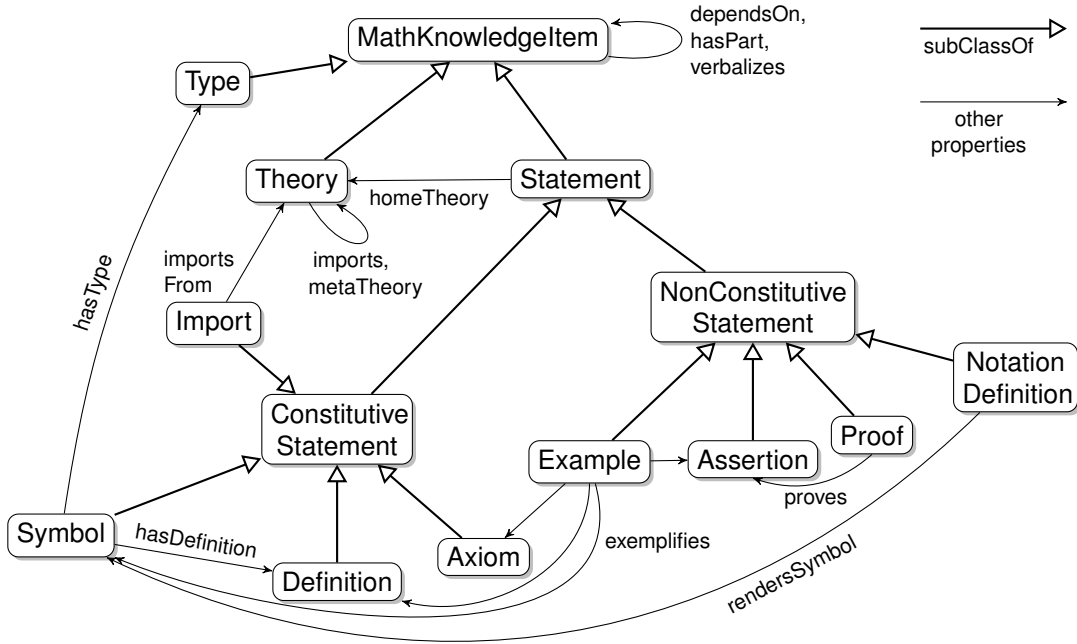 MathKnowledgeItem
dependsOn,
hasPart,
verbalizes
subClassOf
other
properties
Type
Theory
homeTheory
Statement
imports
From
imports,
metaTheory
hasType
Import
NonConstitutive
Statement
Notation
Definition
Constitutive
Statement
Example
Assertion
Proof
proves
Symbol
hasDefinition
Definition
Axiom
exemplifies
rendersSymbol